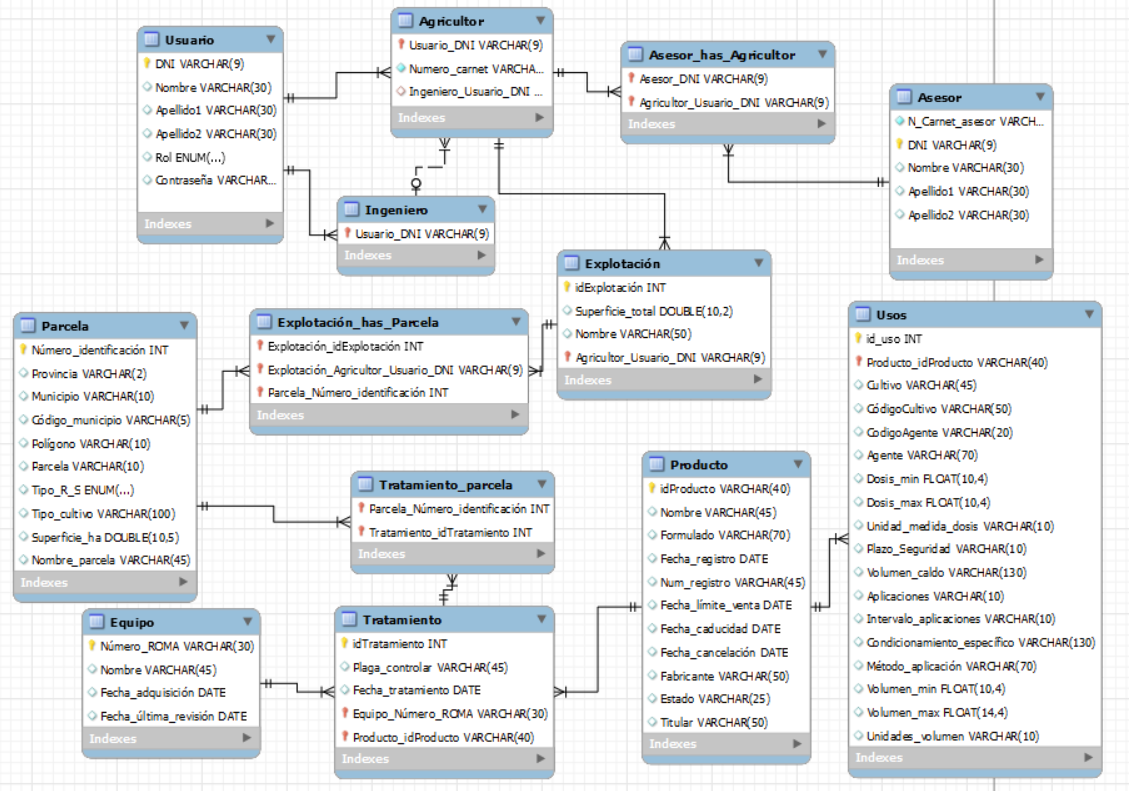 Usuario
DNI VARCHAR(9)
Nombre VARCHAR(30)
Apellido1 VARCHAR(30)
Apellido2 VARCHAR(30)
Rol ENUM(...)
Contraseña VARCHAR...
Indexes
Agricultor
Usuario_DNI VARCHAR(9)
Numero_carnet VARCHA...
Ingeniero_Usuario_DNI ...
Indexes
Asesor_has_Agricultor
Asesor_DNI VARCHAR(9)
Agricultor_Usuario_DNI VARCHAR(9)
Indexes
Asesor
N_Carnet_asesor VARCH...
DNI VARCHAR(9)
Nombre VARCHAR(30)
Apellido1 VARCHAR(30)
Apellido2 VARCHAR(30)
Indexes
Ingeniero
Usuario_DNI VARCHAR(9)
Indexes
Explotación
idExplotación INT
Superficie_total DOUBLE(10,2)
Nombre VARCHAR(50)
Agricultor_Usuario_DNI VARCHAR(9)
Indexes
Parcela
Número_identificación INT
Provincia VARCHAR(2)
Municipio VARCHAR(10)
Código_municipio VARCHAR(5)
Polígono VARCHAR(10)
Parcela VARCHAR(10)
Tipo_R_S ENUM(...)
Tipo_cultivo VARCHAR(100)
Superficie_ha DOUBLE(10,5)
Nombre_parcela VARCHAR(45)
Indexes
Explotación_has_Parcela
Explotación_idExplotación INT
Explotación_Agricultor_Usuario_DNI VARCHAR(9)
Parcela_Número_identificación INT
Indexes
Usos
id_uso INT
Producto_idProducto VARCHAR(40)
Cultivo VARCHAR(45)
CódigoCultivo VARCHAR(50)
CodigoAgente VARCHAR(20)
Agente VARCHAR(70)
Dosis_min FLOAT(10,4)
Dosis_max FLOAT(10,4)
Unidad_medida_dosis VARCHAR(10)
Plazo_Seguridad VARCHAR(10)
Volumen_caldo VARCHAR(130)
Aplicaciones VARCHAR(10)
Intervalo_aplicaciones VARCHAR(10)
Condicionamiento_específico VARCHAR(130)
Método_aplicación VARCHAR(70)
Volumen_min FLOAT(10,4)
Volumen_max FLOAT(14,4)
Unidades_volumen VARCHAR(10)
Indexes
Tratamiento_parcela
Parcela_Número_identificación INT
Tratamiento_idTratamiento INT
Indexes
Producto
idProducto VARCHAR(40)
Nombre VARCHAR(45)
Formulado VARCHAR(70)
Fecha_registro DATE
Num_registro VARCHAR(45)
Fecha_límite_venta DATE
Fecha_caducidad DATE
Fecha_cancelación DATE
Fabricante VARCHAR(50)
Estado VARCHAR(25)
Titular VARCHAR(50)
Indexes
Equipo
Número_ROMA VARCHAR(30)
Nombre VARCHAR(45)
Fecha_adquisición DATE
Fecha_última_revisión DATE
Indexes
Tratamiento
idTratamiento INT
Plaga_controlar VARCHAR(45)
Fecha_tratamiento DATE
Equipo_Número_ROMA VARCHAR(30)
Producto_idProducto VARCHAR(40)
Indexes